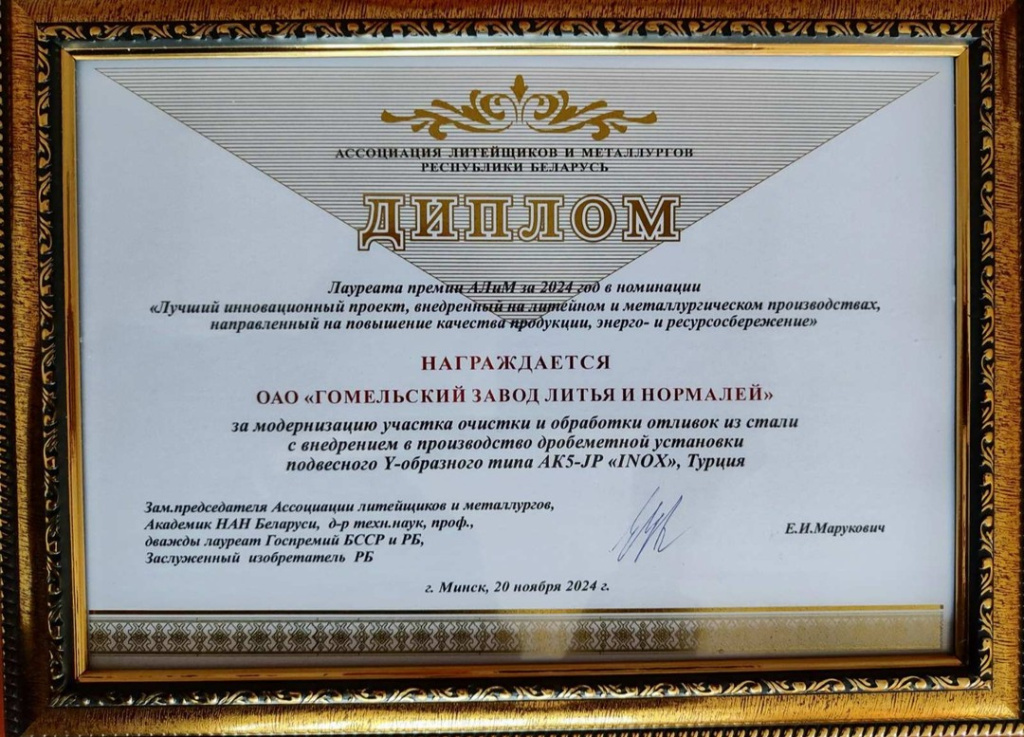 АССОЦИАЦИЯ ЛИТЕЙЩИКОВ И МЕТАЛЛУРГОВ
РЕСПУБЛИКИ БЕЛАРУСЬ
ДИПЛОМ
Лауреата премии АЛиМ за 2024 год в номинации
«Лучший инновационный проект, внедренный на литейном и металлургическом производствах,
направленный на повышение качества продукции, энерго- и ресурсосбережение»
НАГРАЖДАЕТСЯ
ОАО «ГОМЕЛЬСКИЙ ЗАВОД ЛИТЬЯ И НОРМАЛЕЙ»
за модернизацию участка очистки и обработки отливок из стали
с внедрением в производство дробеметной установки
подвесного Y-образного типа AK5-JP «INOX», Турция
Зам.председателя Ассоциации литейщиков и металлургов,
Академик НАН Беларуси, д-р техн.наук, проф.,
дважды лауреат Госпремий БССР и РБ,
Заслуженный изобретатель РБ
Е.И.Марукович
г. Минск, 20 ноября 2024 г.